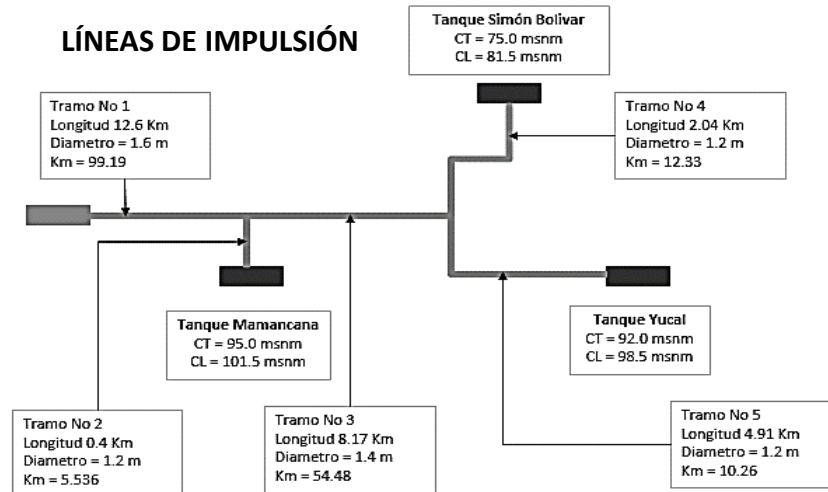 LÍNEAS DE IMPULSIÓN
Tanque Simón Bolivar
CT = 75.0 msnm
CL = 81.5 msnm
Tramo No 1
Longitud 12.6 Km
Diametro = 1.6 m
Km = 99.19
Tramo No 4
Longitud 2.04 Km
Diametro = 1.2 m
Km = 12.33
Tanque Mamancana
CT = 95.0 msnm
CL = 101.5 msnm
Tanque Yucal
CT = 92.0 msnm
CL = 98.5 msnm
Tramo No 2
Longitud 0.4 Km
Diametro = 1.2 m
Km = 5.536
Tramo No 3
Longitud 8.17 Km
Diametro = 1.4 m
Km = 54.48
Tramo No 5
Longitud 4.91 Km
Diametro = 1.2 m
Km = 10.26